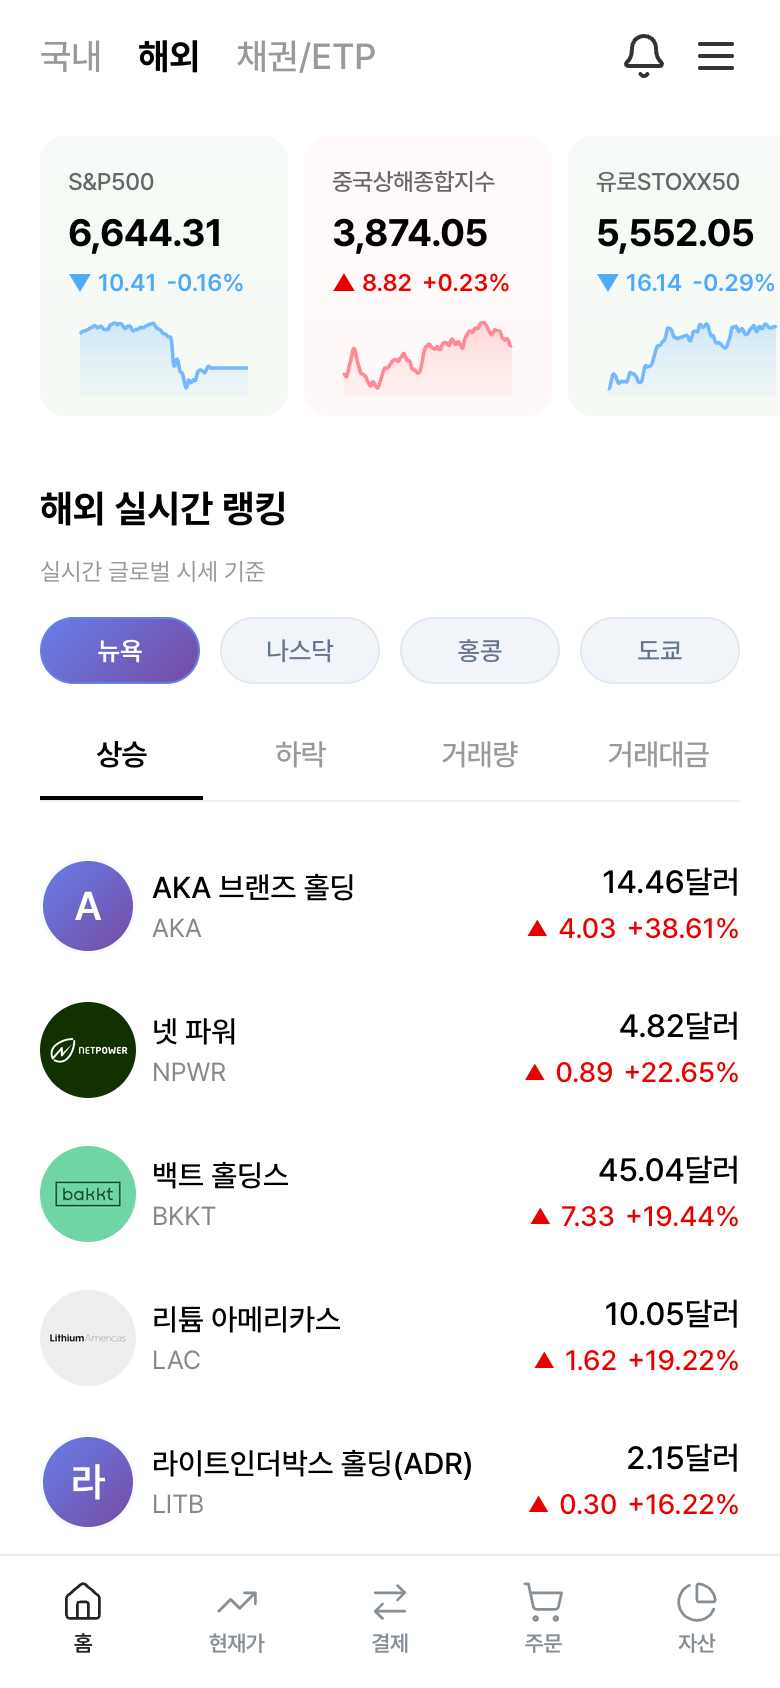 국내 해외 채권/ETP
S&P500
6,644.31
▼ 10.41 -0.16%
중국상해종합지수
3,874.05
▲ 8.82 +0.23%
유로STOXX50
5,552.05
▼ 16.14 -0.29%
해외 실시간 랭킹
실시간 글로벌 시세 기준
뉴욕 나스닥 홍콩 도쿄
상승 하락 거래량 거래대금
A
AKA 브랜즈 홀딩
AKA
14.46달러
▲ 4.03 +38.61%
NETPOWER
넷 파워
NPWR
4.82달러
▲ 0.89 +22.65%
bakkt
백트 홀딩스
BKKT
45.04달러
▲ 7.33 +19.44%
LithiumAmericas
리튬 아메리카스
LAC
10.05달러
▲ 1.62 +19.22%
라
라이트인더박스 홀딩(ADR)
LITB
2.15달러
▲ 0.30 +16.22%
홈 현재가 결제 주문 자산